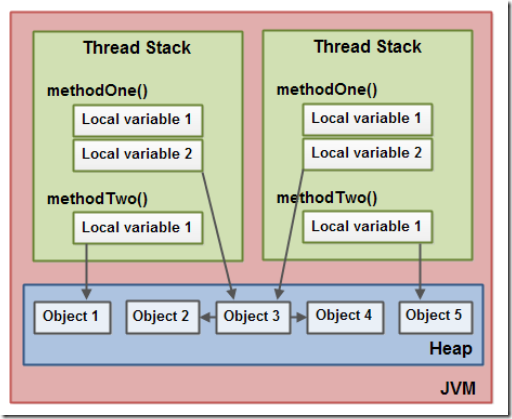 Thread Stack
methodOne()
Local variable 1
Local variable 2
methodTwo()
Local variable 1
Thread Stack
methodOne()
Local variable 1
Local variable 2
methodTwo()
Local variable 1
Object 1
Object 2
Object 3
Object 4
Object 5
Heap
JVM